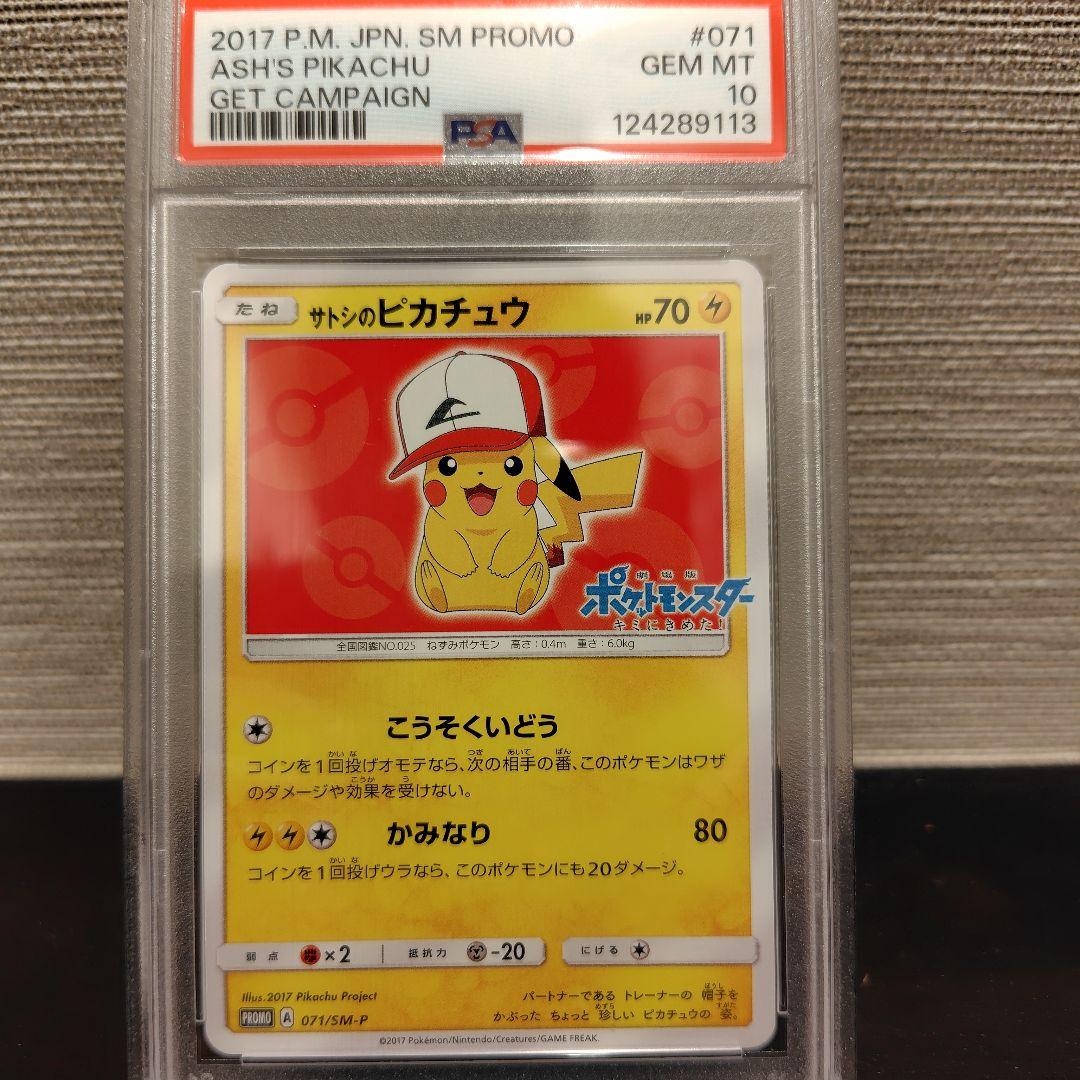 2017 P.M. JPN. SM PROMO #071
ASH'S PIKACHU GEM MT
GET CAMPAIGN 10
PSA 124289113
たね サトシのピカチュウ HP70
劇場版
ポケットモンスター
キミにきめた!
全国図鑑NO.025 ねずみポケモン 高さ:0.4m 重さ:6.0kg
こうそくいどう
コインを1回投げオモテなら、次の相手の番、このポケモンはワザ
のダメージや効果を受けない。
かみなり 80
コインを1回投げウラなら、このポケモンにも20ダメージ。
弱点 ×2 抵抗力 -20 にげる
Illus.2017 Pikachu Project
パートナーである トレーナーの 帽子を
かぶった ちょっと 珍しい ピカチュウの 姿。
PROMO A 071/SM-P
©2017 Pokémon/Nintendo/Creatures/GAME FREAK.